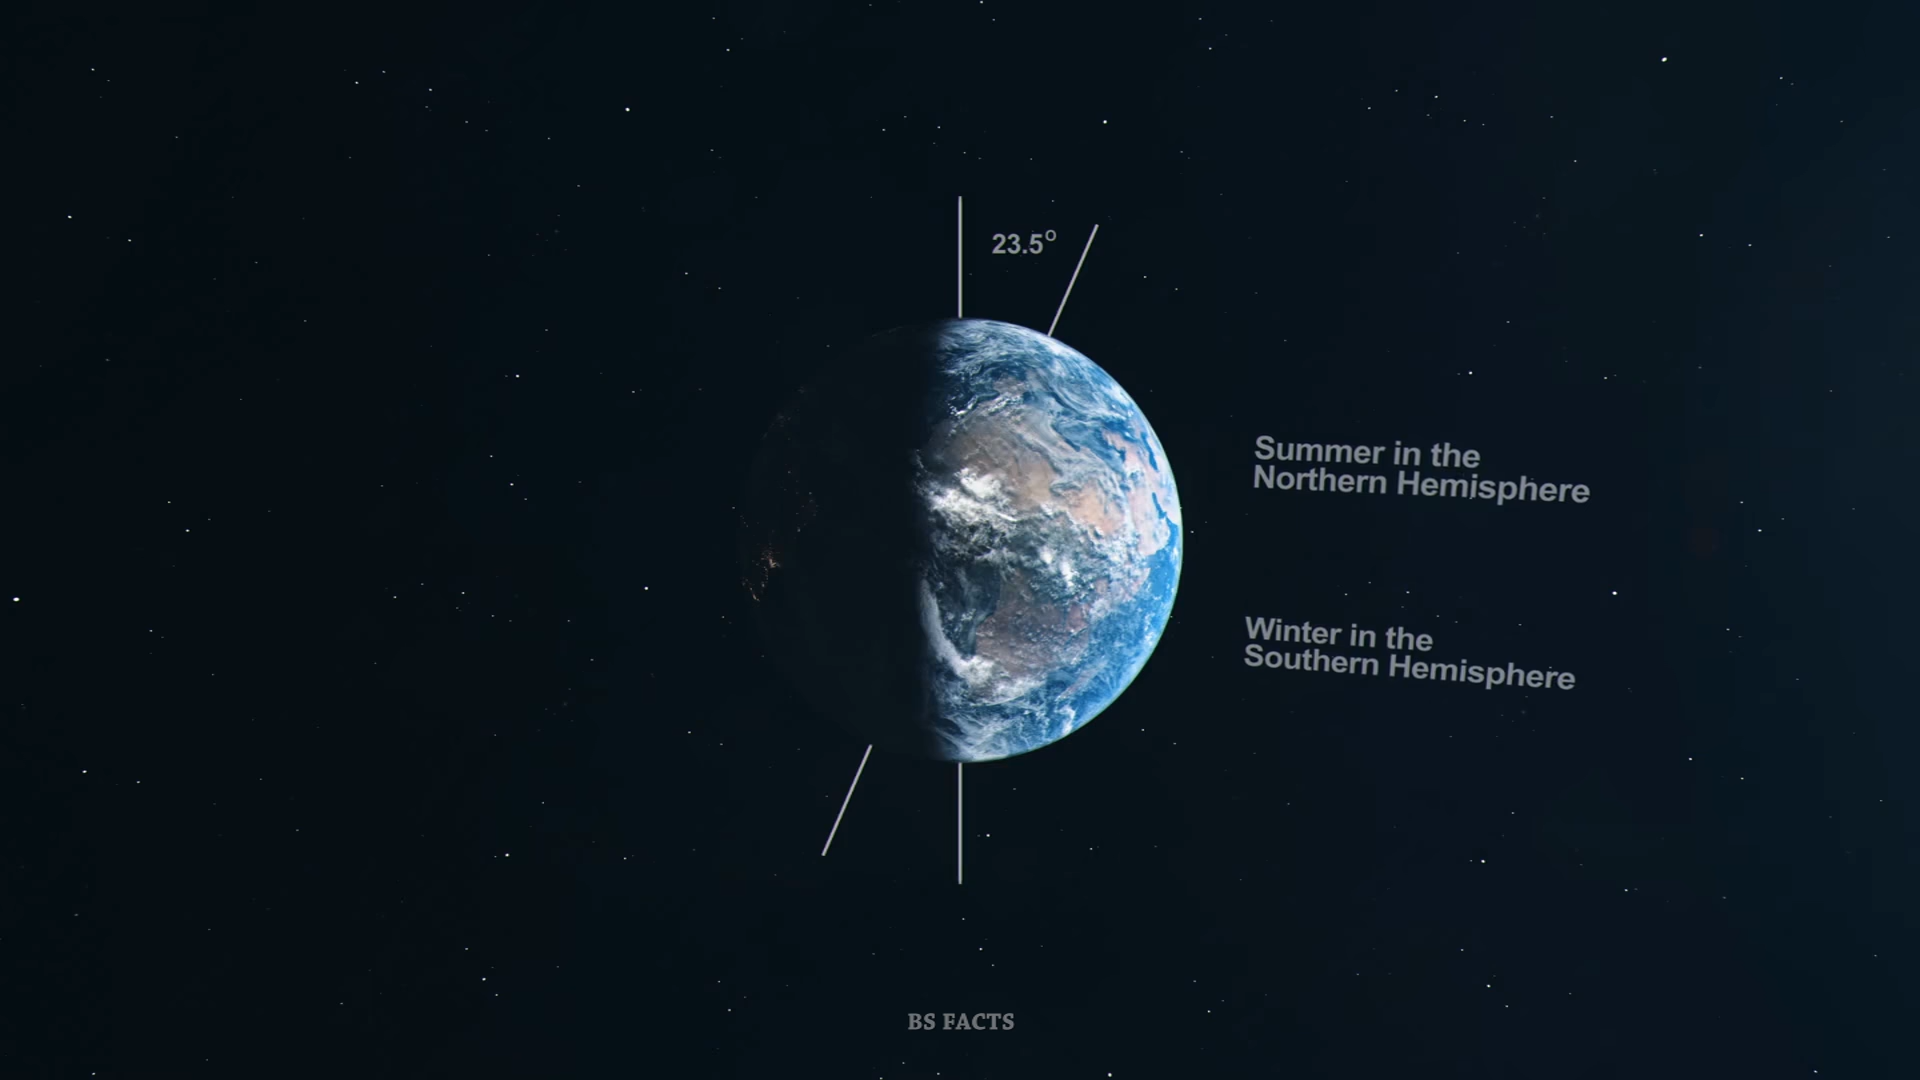 23.5°
Summer in the
Northern Hemisphere
Winter in the
Southern Hemisphere
BS FACTS